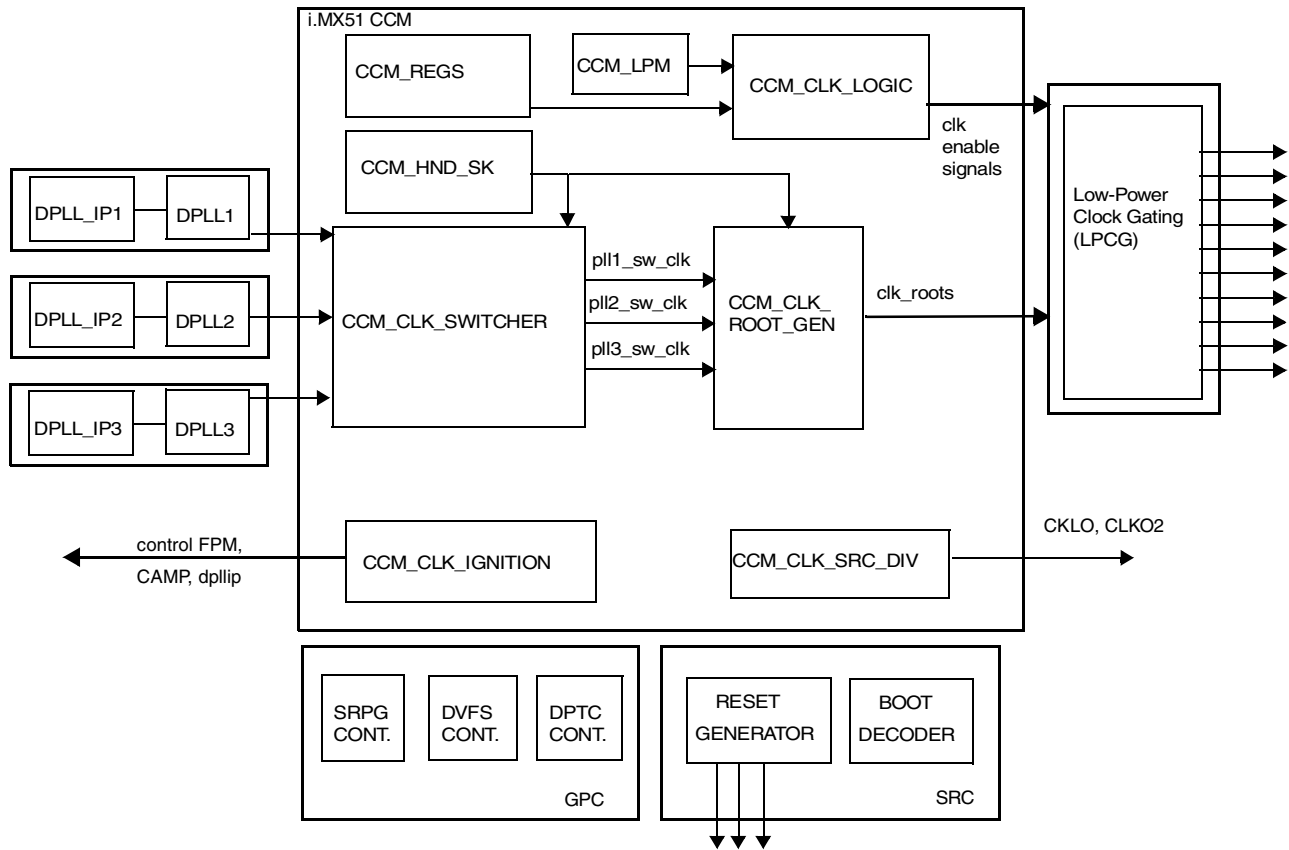 i.MX51 CCM
CCM_REGS
CCM_LPM
CCM_CLK_LOGIC
clk
enable
signals
CCM_HND_SK
DPLL_IP1
DPLL1
DPLL_IP2
DPLL2
DPLL_IP3
DPLL3
CCM_CLK_SWITCHER
pll1_sw_clk
pll2_sw_clk
pll3_sw_clk
CCM_CLK_
ROOT_GEN
clk_roots
Low-Power
Clock Gating
(LPCG)
control FPM,
CAMP, dpllip
CCM_CLK_IGNITION
CCM_CLK_SRC_DIV
CKLO, CLKO2
SRPG
CONT.
DVFS
CONT.
DPTC
CONT.
GPC
RESET
GENERATOR
BOOT
DECODER
SRC